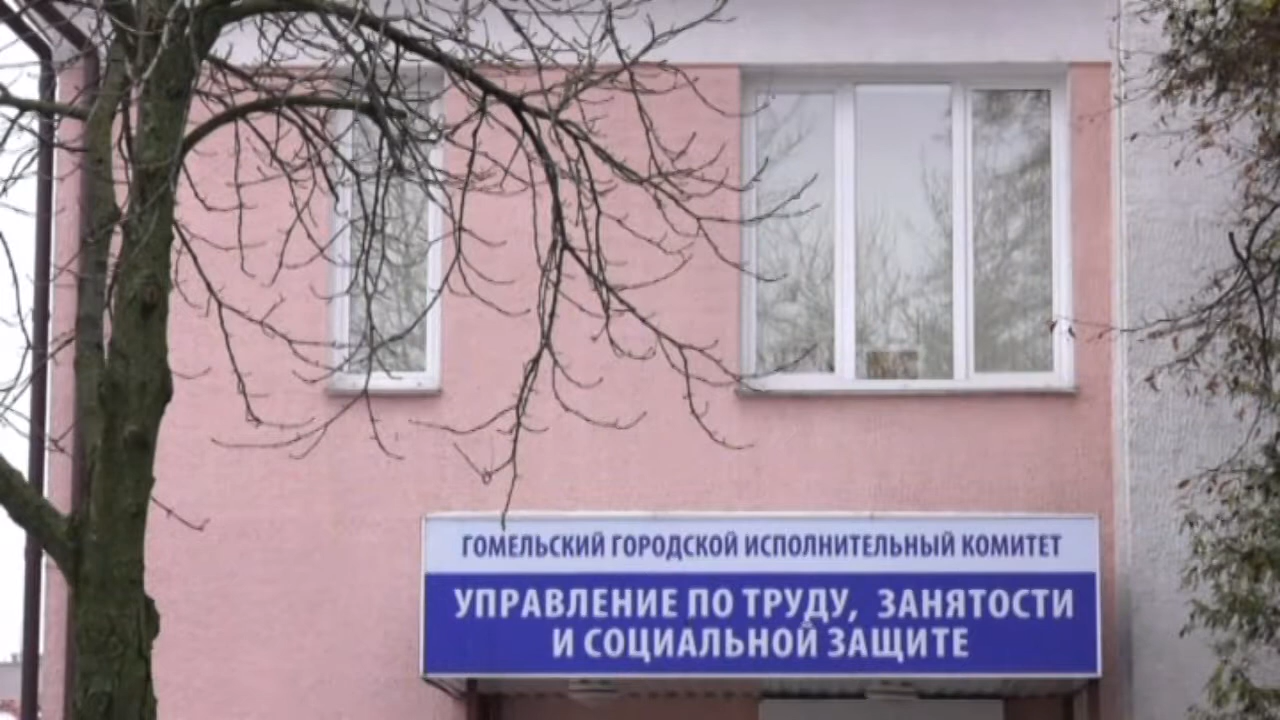 ГОМЕЛЬСКИЙ ГОРОДСКОЙ ИСПОЛНИТЕЛЬНЫЙ КОМИТЕТ
УПРАВЛЕНИЕ ПО ТРУДУ, ЗАНЯТОСТИ
И СОЦИАЛЬНОЙ ЗАЩИТЕ